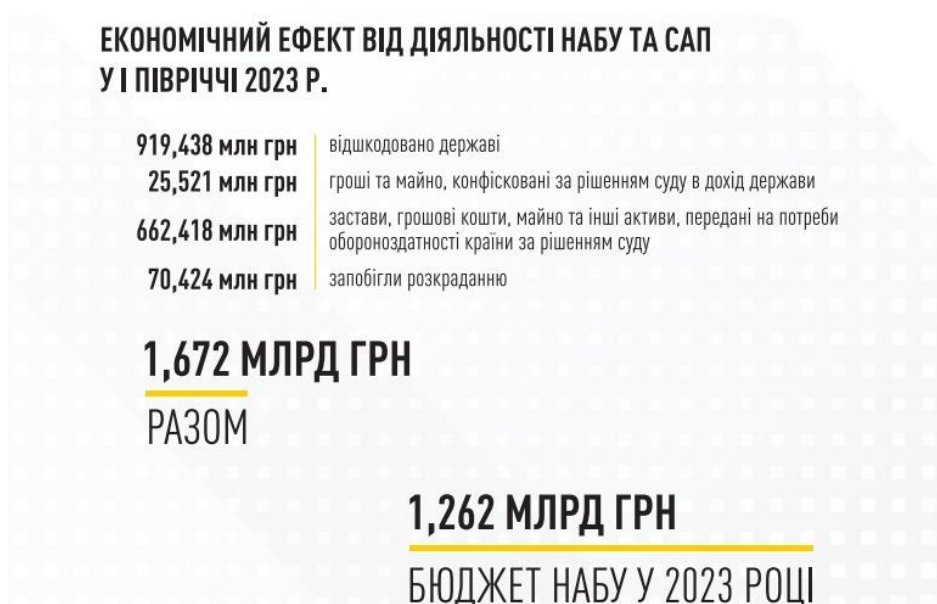 ЕКОНОМІЧНИЙ ЕФЕКТ ВІД ДІЯЛЬНОСТІ НАБУ ТА САП
У І ПІВРІЧЧІ 2023 Р.
919,438 млн грн відшкодовано державі
25,521 млн грн гроші та майно, конфісковані за рішенням суду в дохід держави
662,418 млн грн застави, грошові кошти, майно та інші активи, передані на потреби
обороноздатності країни за рішенням суду
70,424 млн грн запобігли розкраданню
1,672 МЛРД ГРН
РАЗОМ
1,262 МЛРД ГРН
БЮДЖЕТ НАБУ У 2023 РОЦІ